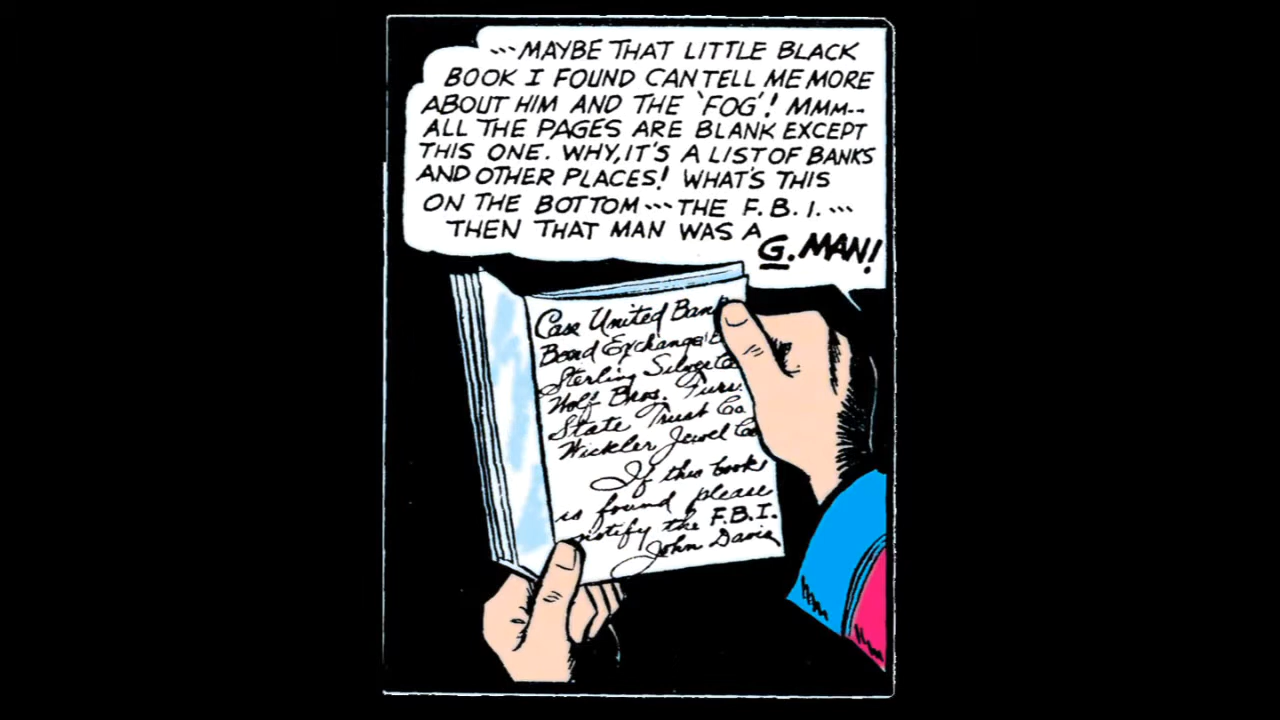 ---MAYBE THAT LITTLE BLACK
BOOK I FOUND CAN TELL ME MORE
ABOUT HIM AND THE 'FOG'! MMM--
ALL THE PAGES ARE BLANK EXCEPT
THIS ONE. WHY, IT'S A LIST OF BANKS
AND OTHER PLACES! WHAT'S THIS
ON THE BOTTOM --- THE F.B.I. ---
THEN THAT MAN WAS A
G.MAN!
Case United Bank
Bond Exchange B
Sterling Silver Co
Wolf Bros. Furs.
State Trust Co
Wickler Jewel Co
If this book
is found please
notify the F.B.I.
John Davis